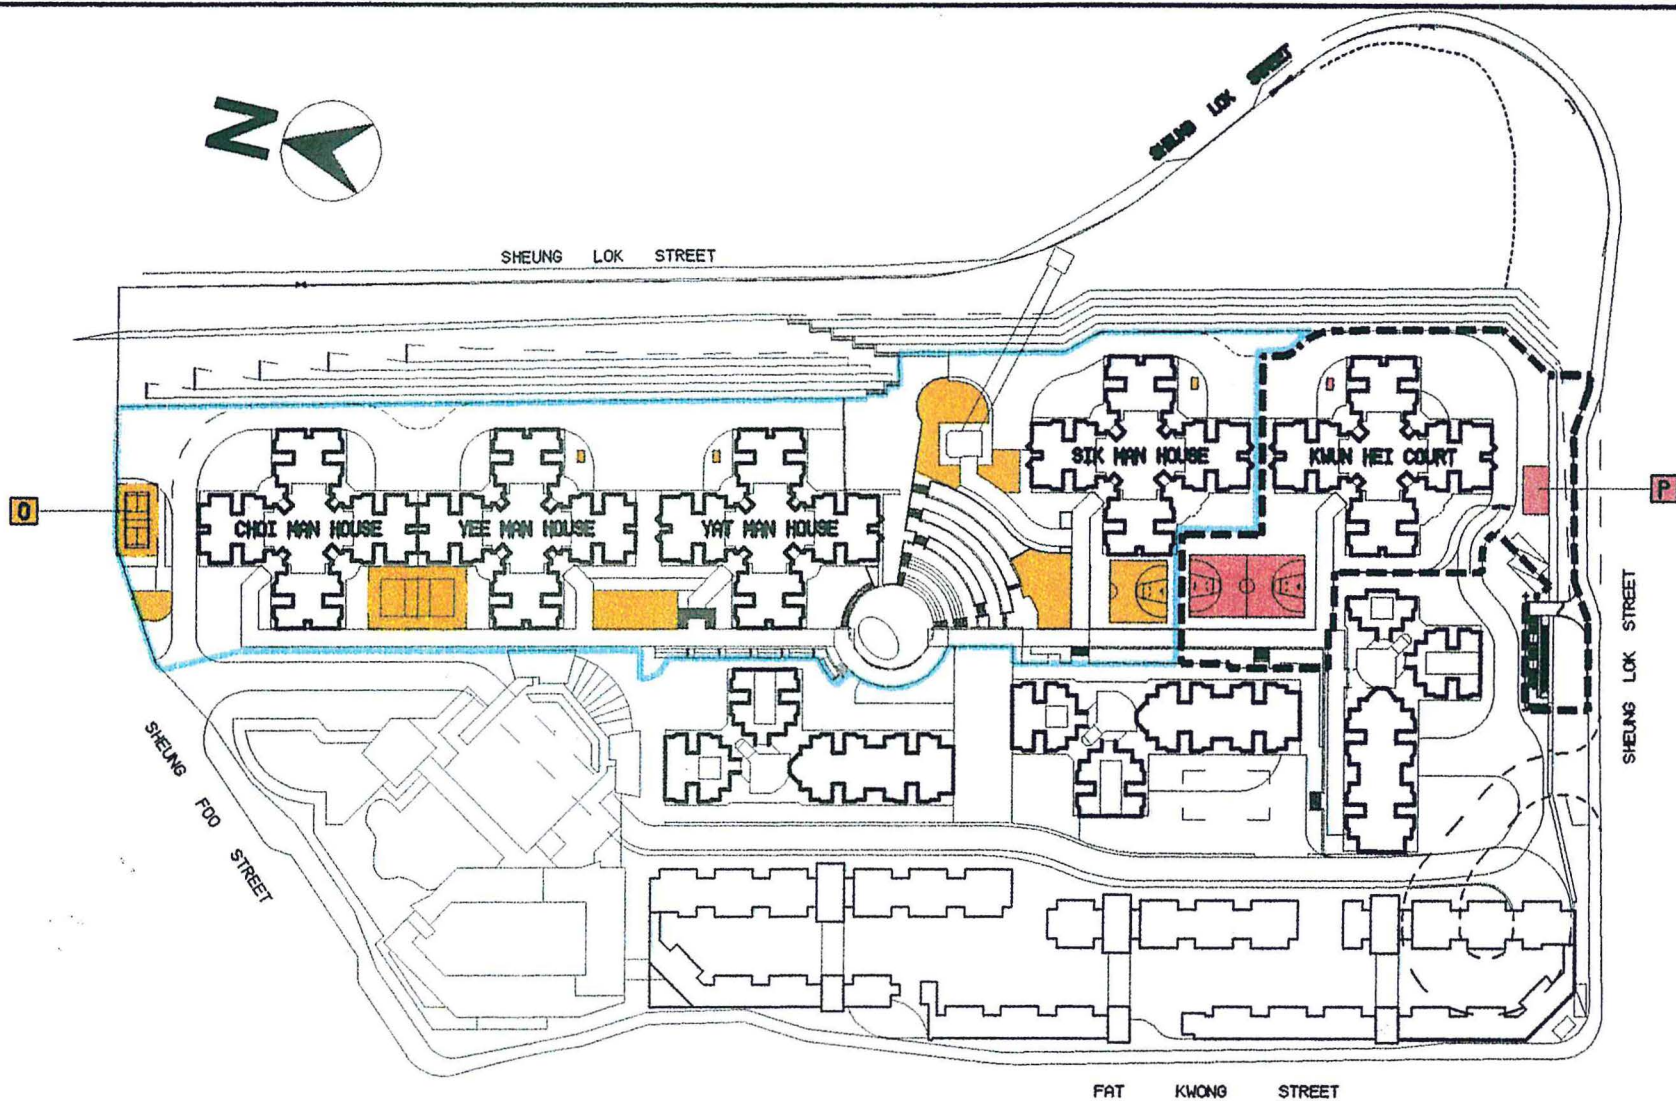 SHEUNG LOK STREET
N
SHEUNG LOK STREET
SIK MAN HOUSE
KWUN HEI COURT
P
O
CHOI MAN HOUSE
YEE MAN HOUSE
YAT MAN HOUSE
SHEUNG LOK STREET
SHEUNG FOO STREET
FAT KWONG STREET